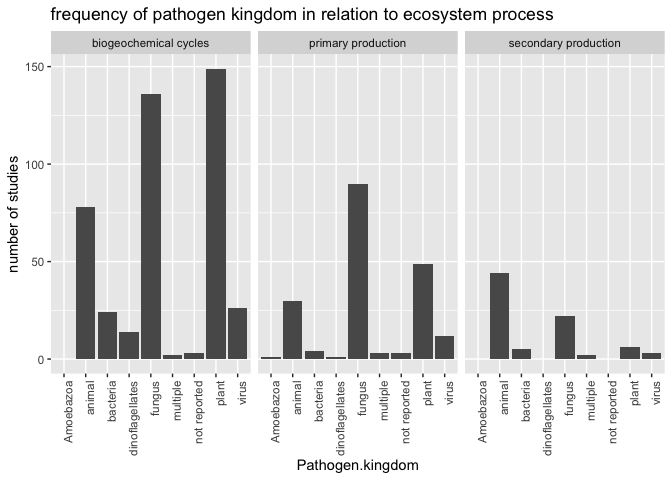 frequency of pathogen kingdom in relation to ecosystem process
biogeochemical cycles
primary production
secondary production
number of studies
150
100
50
0
Amoebazoa
animal
bacteria
dinoflagellates
fungus
multiple
not reported
plant
virus
Amoebazoa
animal
bacteria
dinoflagellates
fungus
multiple
not reported
plant
virus
Amoebazoa
animal
bacteria
dinoflagellates
fungus
multiple
not reported
plant
virus
Pathogen.kingdom